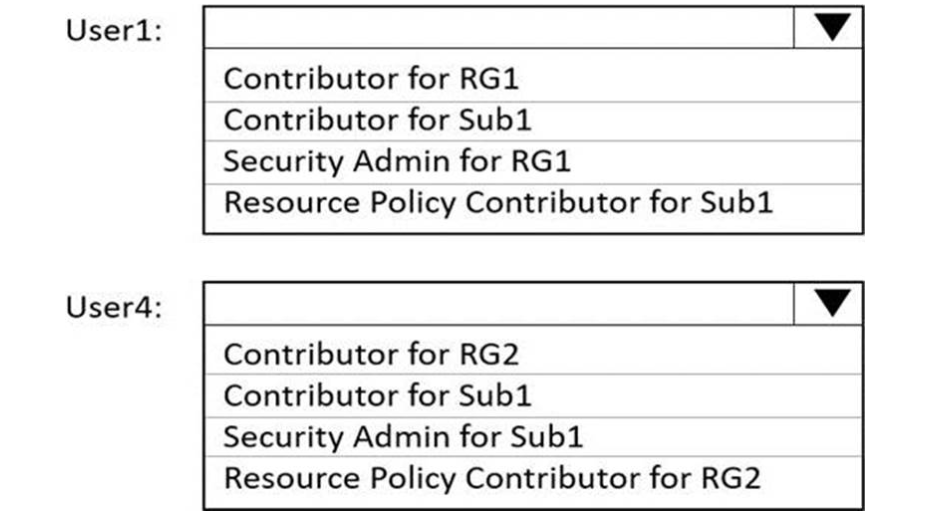 User1:
Contributor for RG1
Contributor for Sub1
Security Admin for RG1
Resource Policy Contributor for Sub1
User4:
Contributor for RG2
Contributor for Sub1
Security Admin for Sub1
Resource Policy Contributor for RG2